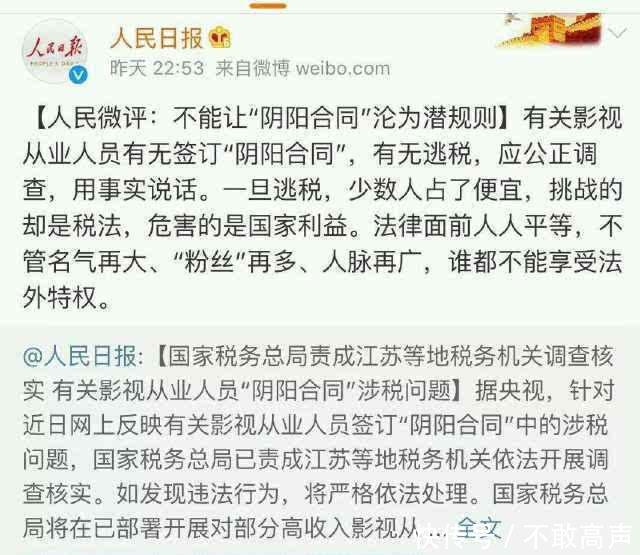 人民日报
人民日报
PEOPLE'S DAILY
昨天 22:53 来自微博 weibo.com
【人民微评：不能让“阴阳合同”沦为潜规则】有关影视
从业人员有无签订“阴阳合同”，有无逃税，应公正调
查，用事实说话。一旦逃税，少数人占了便宜，挑战的
却是税法，危害的是国家利益。法律面前人人平等，不
管名气再大、“粉丝”再多、人脉再广，谁都不能享受法
外特权。
@人民日报:【国家税务总局责成江苏等地税务机关调查核
实 有关影视从业人员“阴阳合同”涉税问题】据央视，针对
近日网上反映有关影视从业人员签订“阴阳合同”中的涉税
问题，国家税务总局已责成江苏等地税务机关依法开展调
查核实。如发现违法行为，将严格依法处理。国家税务总
局将在已部署开展对部分高收入影视从... 全文
快传号 / 不敢高声